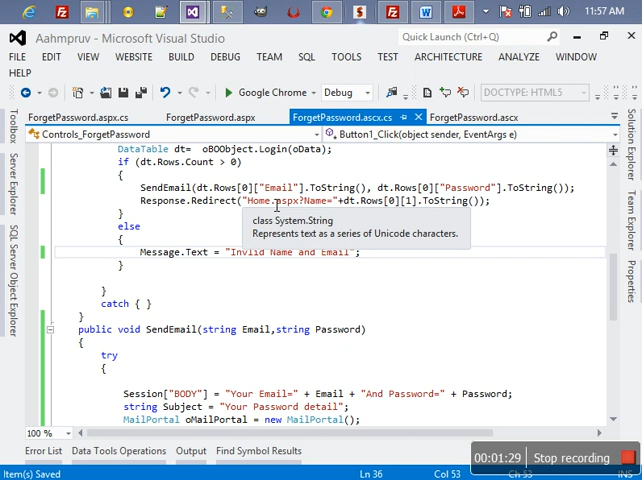 11:57 AM
Aahmpruv - Microsoft Visual Studio
Quick Launch (Ctrl+Q)
FILE EDIT VIEW WEBSITE BUILD DEBUG TEAM SQL TOOLS TEST ARCHITECTURE ANALYZE WINDOW
HELP
Google Chrome Debug DOCTYPE: HTML5
ForgetPassword.aspx.cs ForgetPassword.aspx ForgetPassword.ascx.cs ForgetPassword.ascx
Controls_ForgetPassword Button1_Click(object sender, EventArgs e)
Toolbox
Server Explorer
SQL Server Object Explorer
DataTable dt= oBOObject.Login(oData);
if (dt.Rows.Count > 0)
{
SendEmail(dt.Rows[0]["Email"].ToString(), dt.Rows[0]["Password"].ToString());
Response.Redirect("Home.aspx?Name="+dt.Rows[0][1].ToString());
}
class System.String
Represents text as a series of Unicode characters.
else
{
Message.Text = "Invlid Name and Email";
}
}
catch { }
}
public void SendEmail(string Email,string Password)
{
try
{
Session["BODY"] = "Your Email=" + Email + "And Password=" + Password;
string Subject = "Your Password detail";
MailPortal oMailPortal = new MailPortal();
Solution Explorer
Team Explorer
Properties
100 %
Error List Data Tools Operations Output Find Symbol Results
00:01:29 Stop recording
Item(s) Saved Ln 36 Col 53 Ch 53 INS